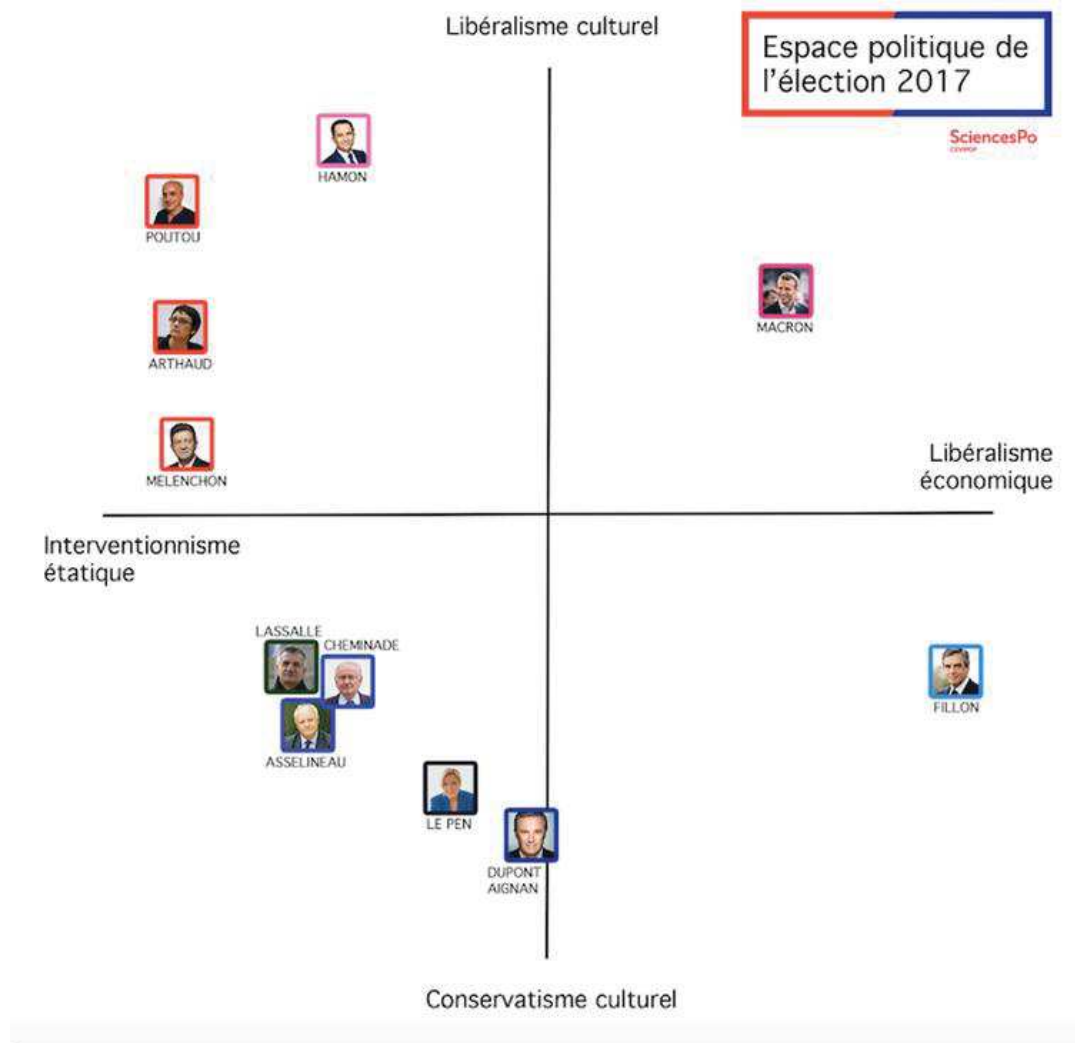 Libéralisme culturel
Espace politique de
l'élection 2017
SciencesPo
CEVIPOF
HAMON
POUTOU
MACRON
ARTHAUD
MELENCHON
Libéralisme
économique
Interventionnisme
étatique
LASSALLE
CHEMINADE
ASSELINEAU
FILLON
LE PEN
DUPONT
AIGNAN
Conservatisme culturel